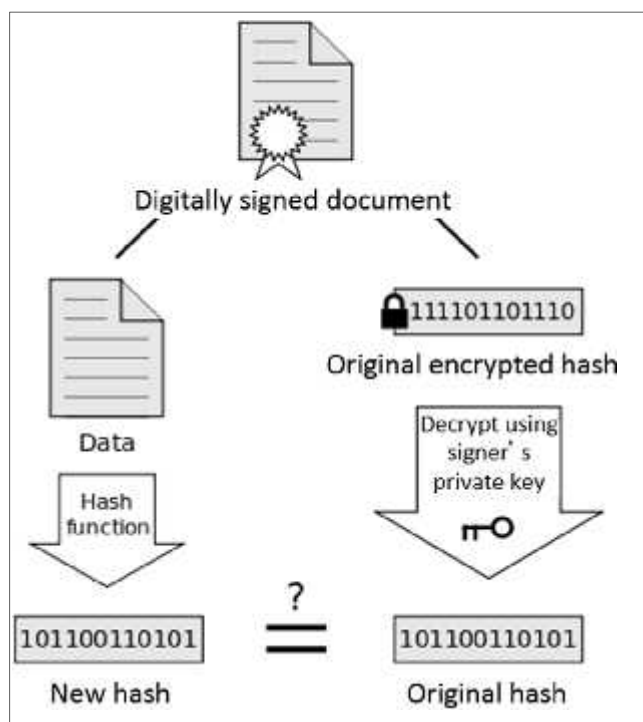 Digitally signed document
111101101110
Original encrypted hash
Data
Decrypt using
signer's
private key
Hash
function
?
101100110101
=
101100110101
New hash
Original hash